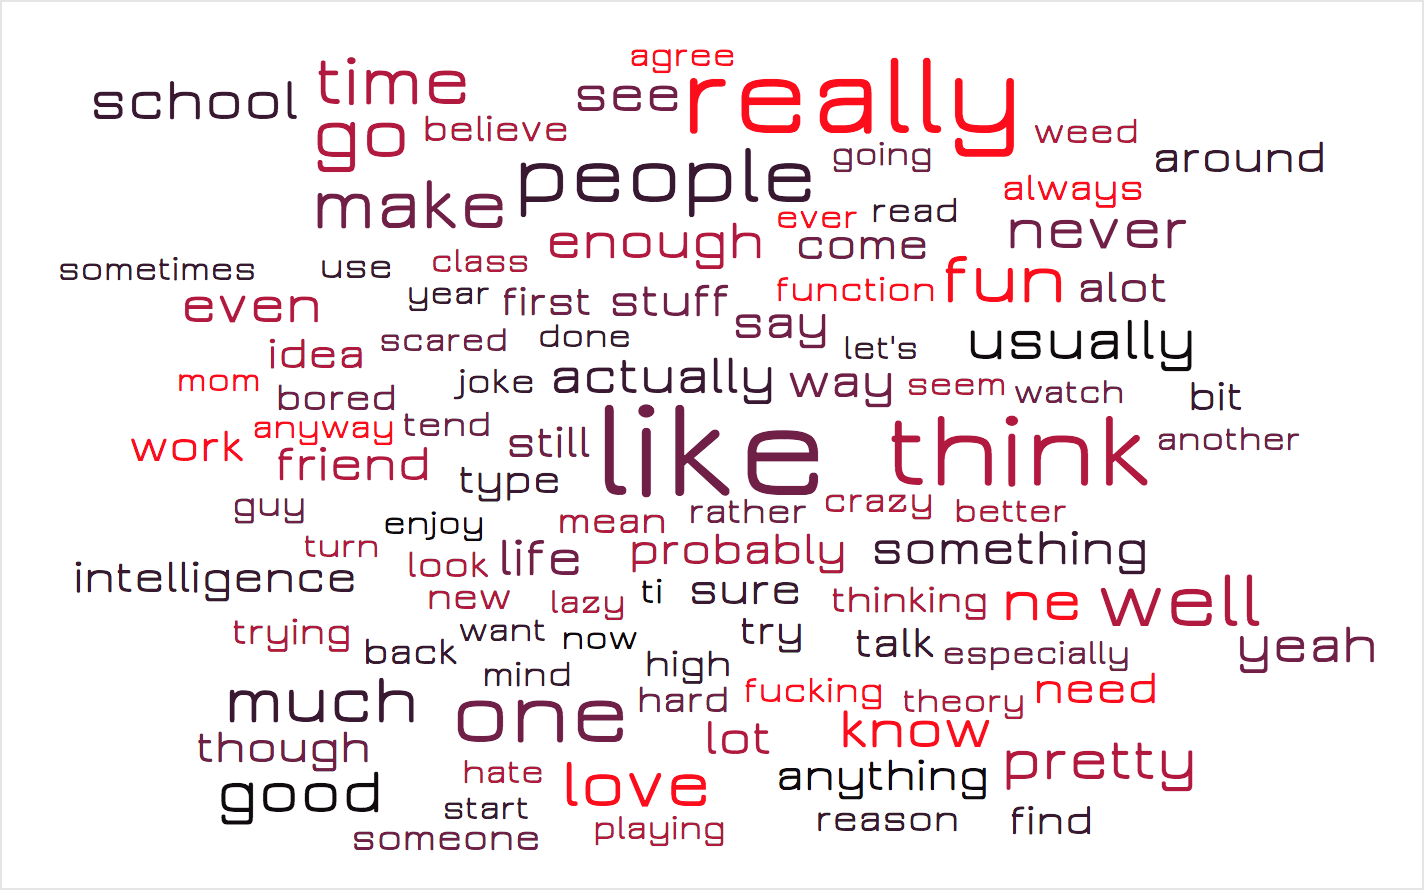 agree
school time see really
go believe going weed
people around
make always
ever read never
enough come
sometimes use class fun
even year first stuff function alot
say
idea scared done let's usually
mom joke actually way seem watch bit
bored
anyway tend like think another
work friend still
type
guy enjoy mean rather crazy better
turn look life probably something
intelligence
new lazy ti sure thinking ne well
trying want now try talk yeah
back especially
mind high
much one hard fucking theory need
though lot know
pretty
good hate love anything
start
someone playing reason find